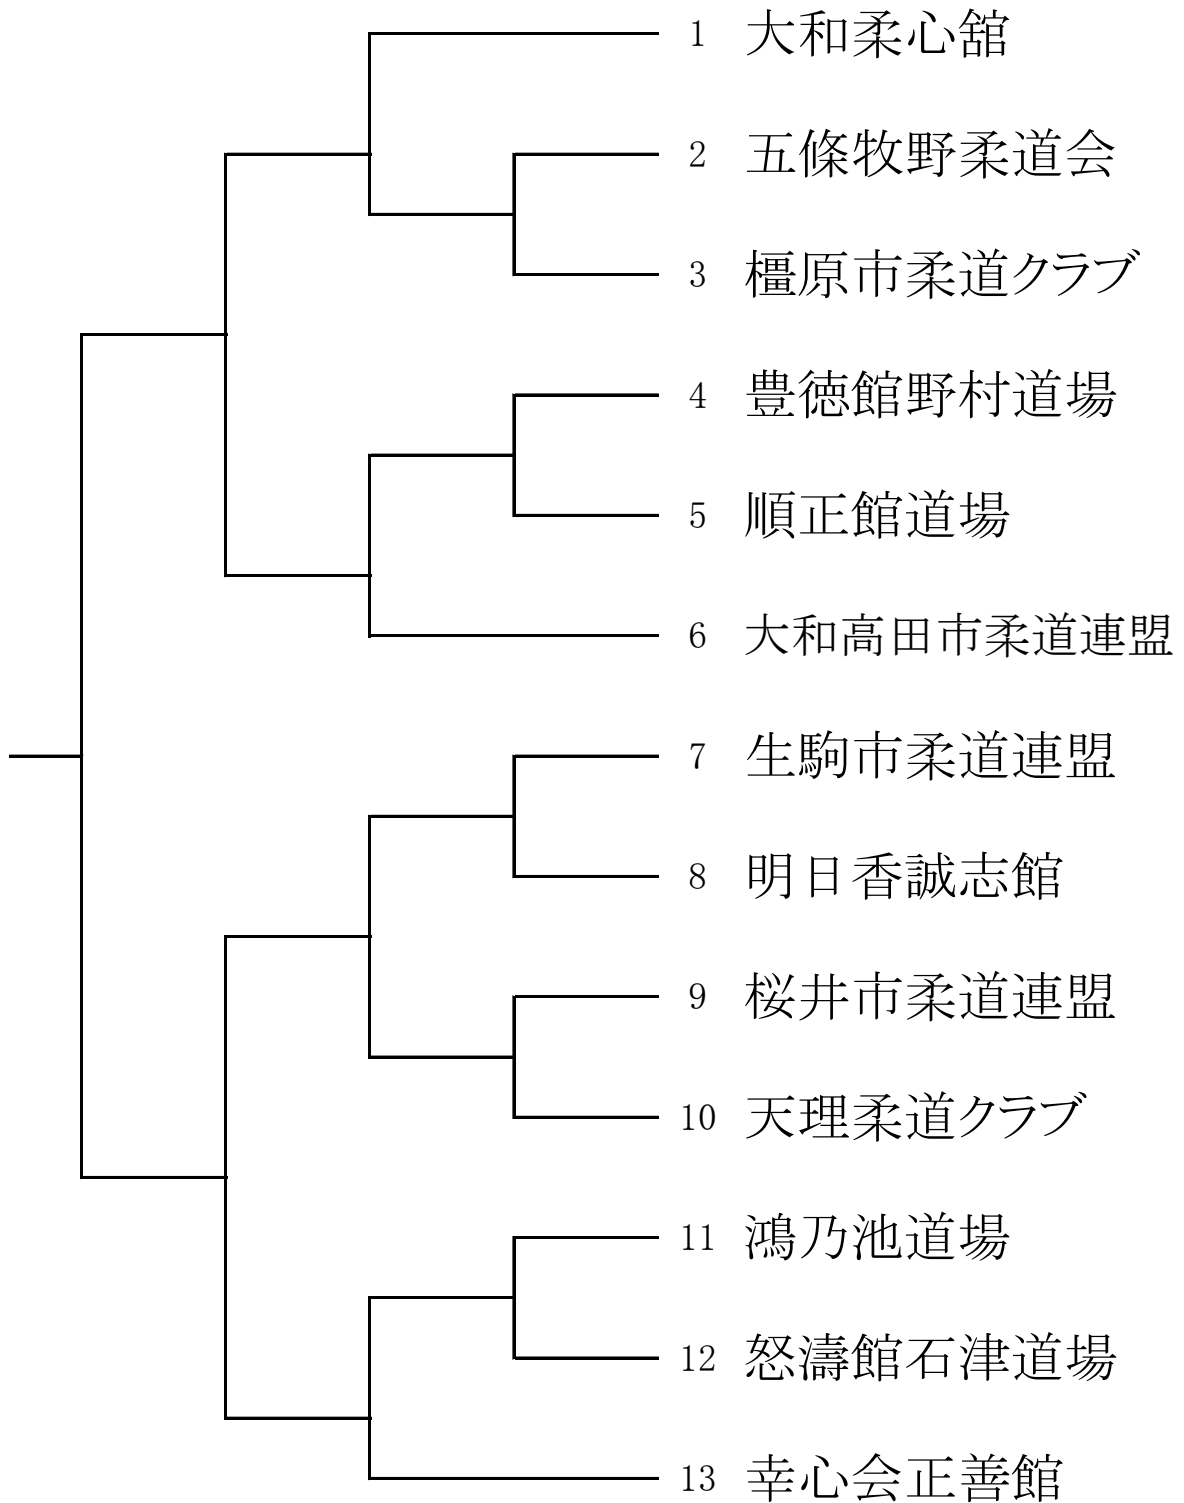 1 大和柔心舘
2 五條牧野柔道会
3 橿原市柔道クラブ
4 豊徳館野村道場
5 順正館道場
6 大和高田市柔道連盟
7 生駒市柔道連盟
8 明日香誠志館
9 桜井市柔道連盟
10 天理柔道クラブ
11 鴻乃池道場
12 怒濤館石津道場
13 幸心会正善館